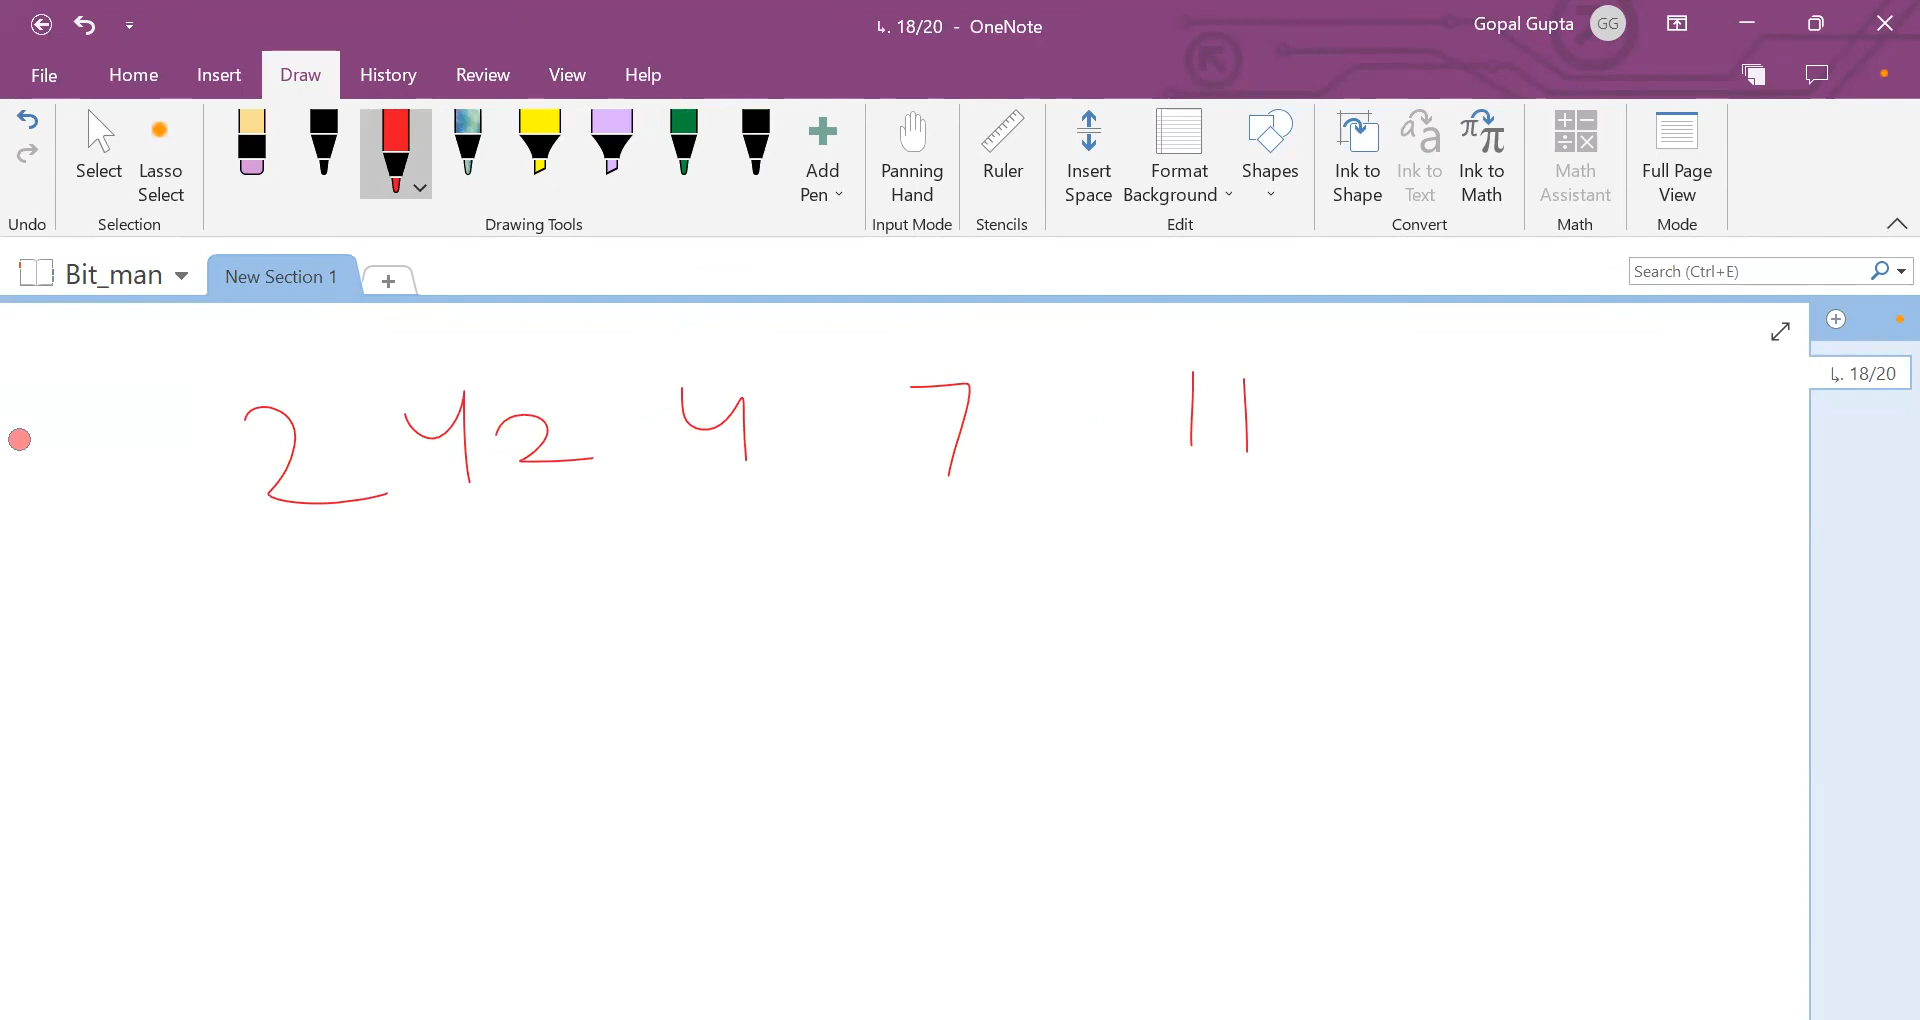 ↳. 18/20 - OneNote
Gopal Gupta GG
File Home Insert Draw History Review View Help
Select Lasso Select Add Pen Panning Hand Ruler Insert Space Format Background Shapes Ink to Shape Ink to Text Ink to Math Math Assistant Full Page View
Undo Selection Drawing Tools Input Mode Stencils Edit Convert Math Mode
Bit_man New Section 1 + Search (Ctrl+E)
↳. 18/20
2 42 4 7 11